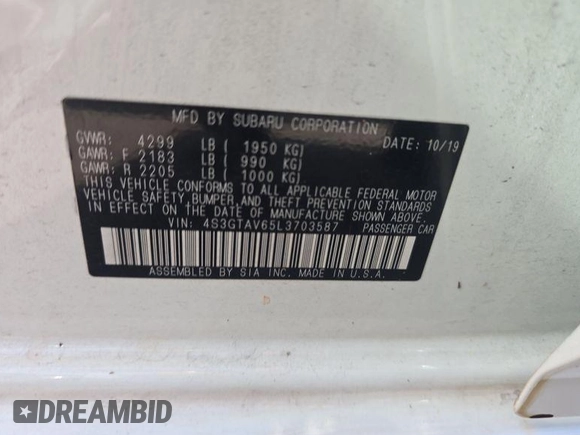 MFD BY SUBARU CORPORATION
GVWR: 4299 LB ( 1950 KG) DATE: 10/19
GAWR: F 2183 LB ( 990 KG)
GAWR: R 2205 LB ( 1000 KG)
THIS VEHICLE CONFORMS TO ALL APPLICABLE FEDERAL MOTOR
VEHICLE SAFETY, BUMPER, AND THEFT PREVENTION STANDARDS
IN EFFECT ON THE DATE OF MANUFACTURE SHOWN ABOVE.
VIN: 4S3GTAV65L3703587 PASSENGER CAR
ASSEMBLED BY SIA INC. MADE IN U.S.A.
DREAMBID